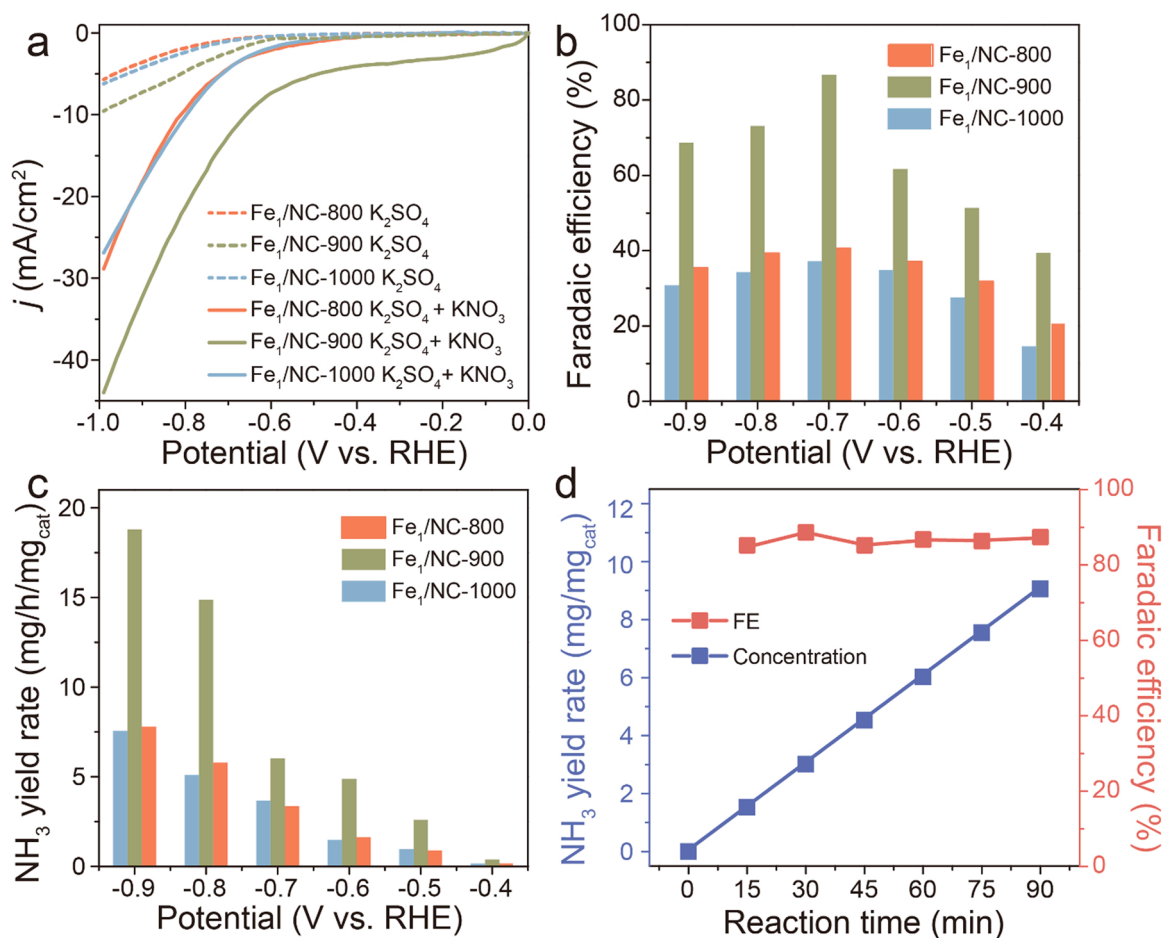 a
0
-10
-20
-30
-40
j (mA/cm²)
Fe₁/NC-800 K₂SO₄
Fe₁/NC-900 K₂SO₄
Fe₁/NC-1000 K₂SO₄
Fe₁/NC-800 K₂SO₄ + KNO₃
Fe₁/NC-900 K₂SO₄+ KNO₃
Fe₁/NC-1000 K₂SO₄+ KNO₃
-1.0 -0.8 -0.6 -0.4 -0.2 0.0
Potential (V vs. RHE)
b
100
80
60
40
20
0
Faradaic efficiency (%)
Fe₁/NC-800
Fe₁/NC-900
Fe₁/NC-1000
-0.9 -0.8 -0.7 -0.6 -0.5 -0.4
Potential (V vs. RHE)
c
20
15
10
5
0
NH₃ yield rate (mg/h/mg_cat)
Fe₁/NC-800
Fe₁/NC-900
Fe₁/NC-1000
-0.9 -0.8 -0.7 -0.6 -0.5 -0.4
Potential (V vs. RHE)
d
12
10
8
6
4
2
0
NH₃ yield rate (mg/mg_cat)
FE
Concentration
100
80
60
40
20
0
Faradaic efficiency (%)
0 15 30 45 60 75 90
Reaction time (min)